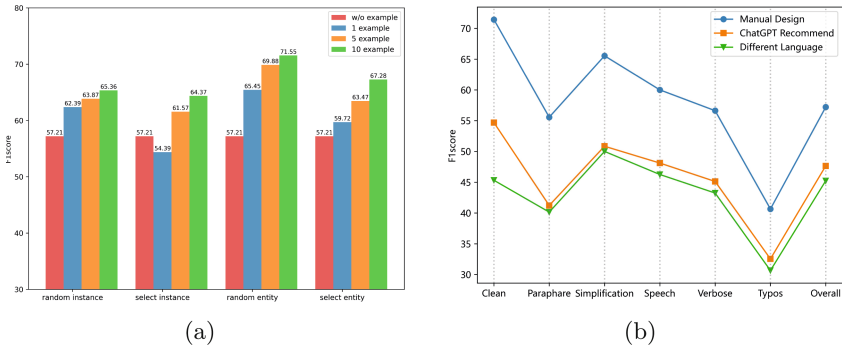 80
70
60
50
40
30
F1score
w/o example
1 example
5 example
10 example
57.21
62.39
63.87
65.36
57.21
54.39
61.57
64.37
57.21
65.45
69.88
71.55
57.21
59.72
63.47
67.28
random instance
select instance
random entity
select entity
(a)
70
65
60
55
50
45
40
35
30
F1score
Manual Design
ChatGPT Recommend
Different Language
Clean
Paraphare
Simplification
Speech
Verbose
Typos
Overall
(b)